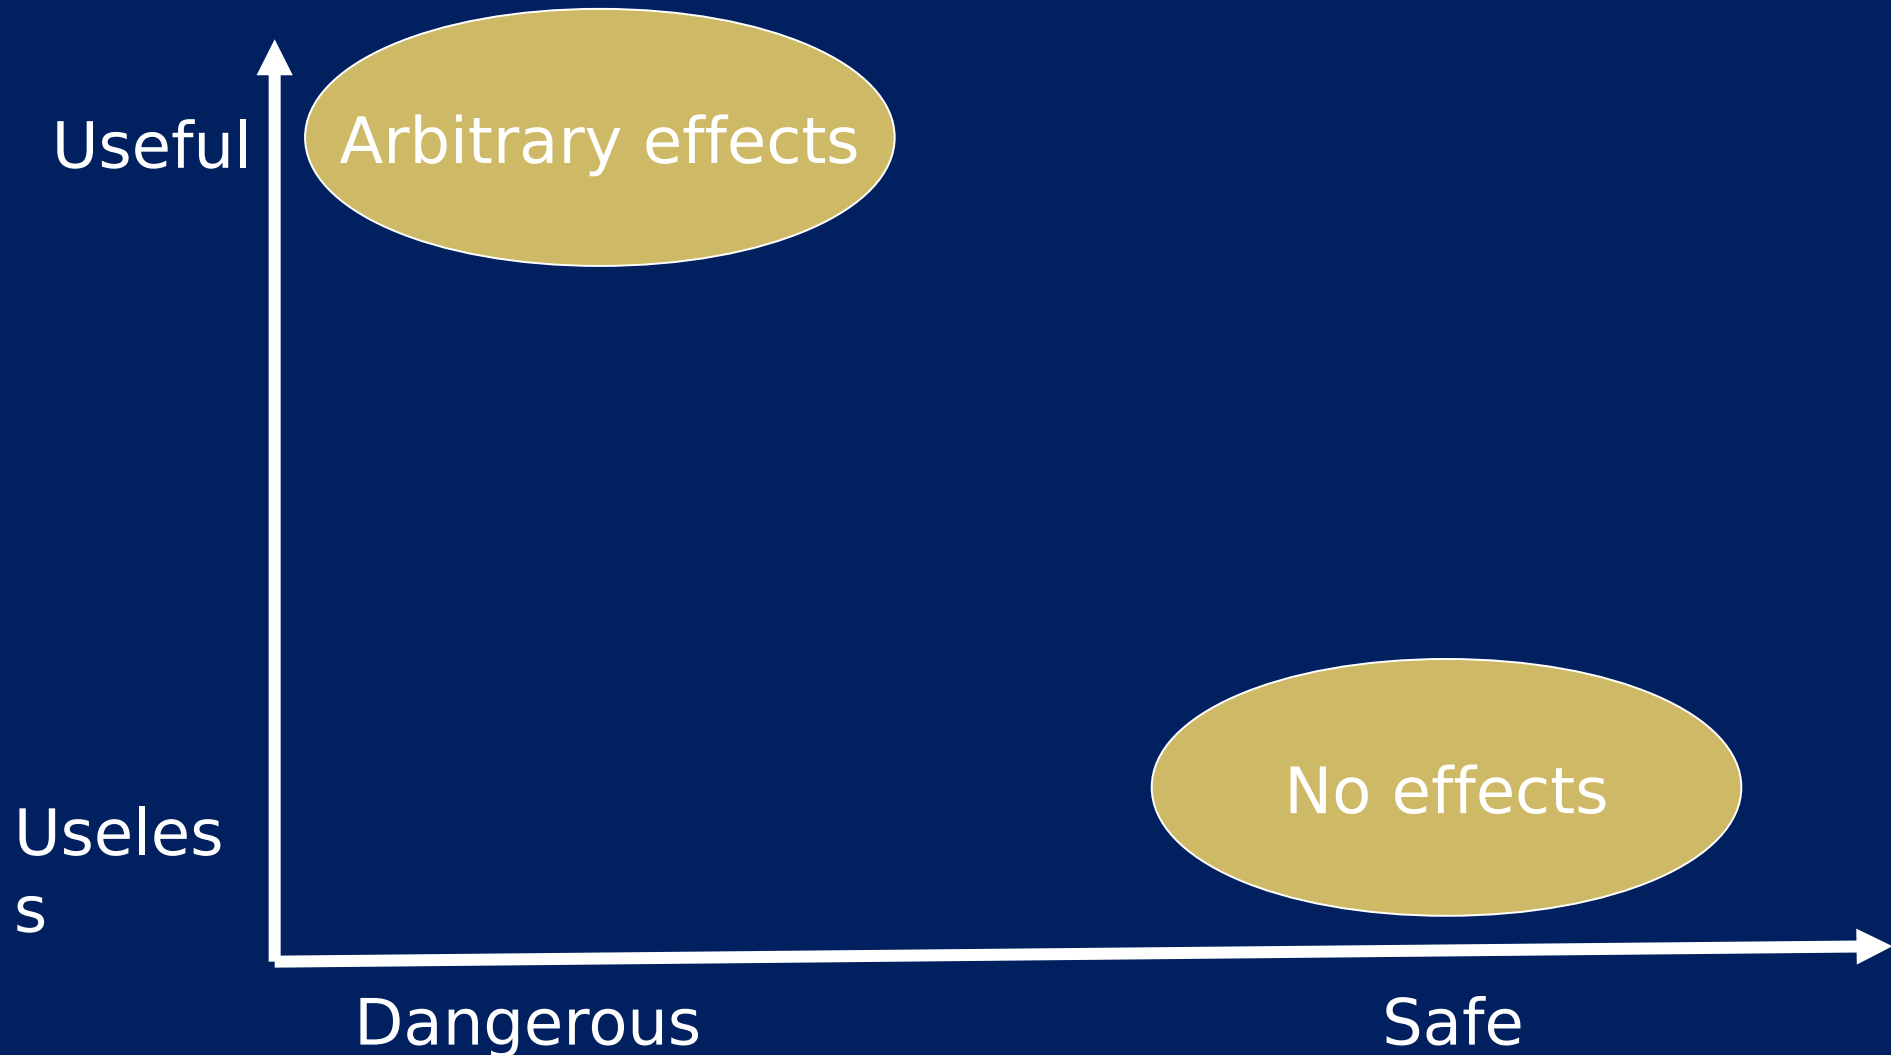 Useful
Arbitrary effects
No effects
Useles
s
Dangerous
Safe